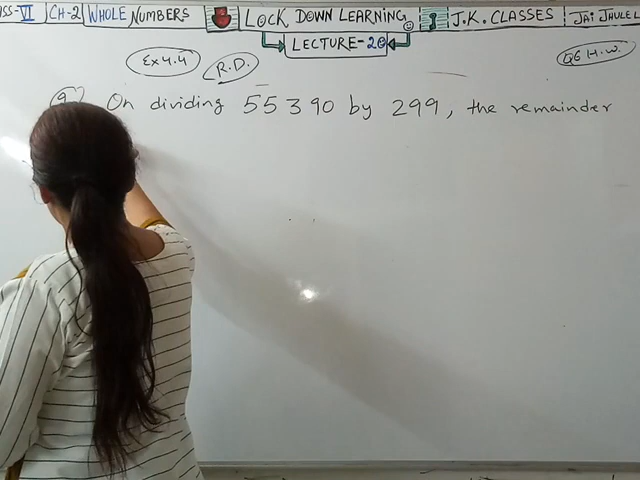 SS-VI CH-2 WHOLE NUMBERS LOCK DOWN LEARNING J.K. CLASSES JAI JHULEL
LECTURE-20
Ex 4.4 R.D. Q6 H.W.
On dividing 55390 by 299, the remainder